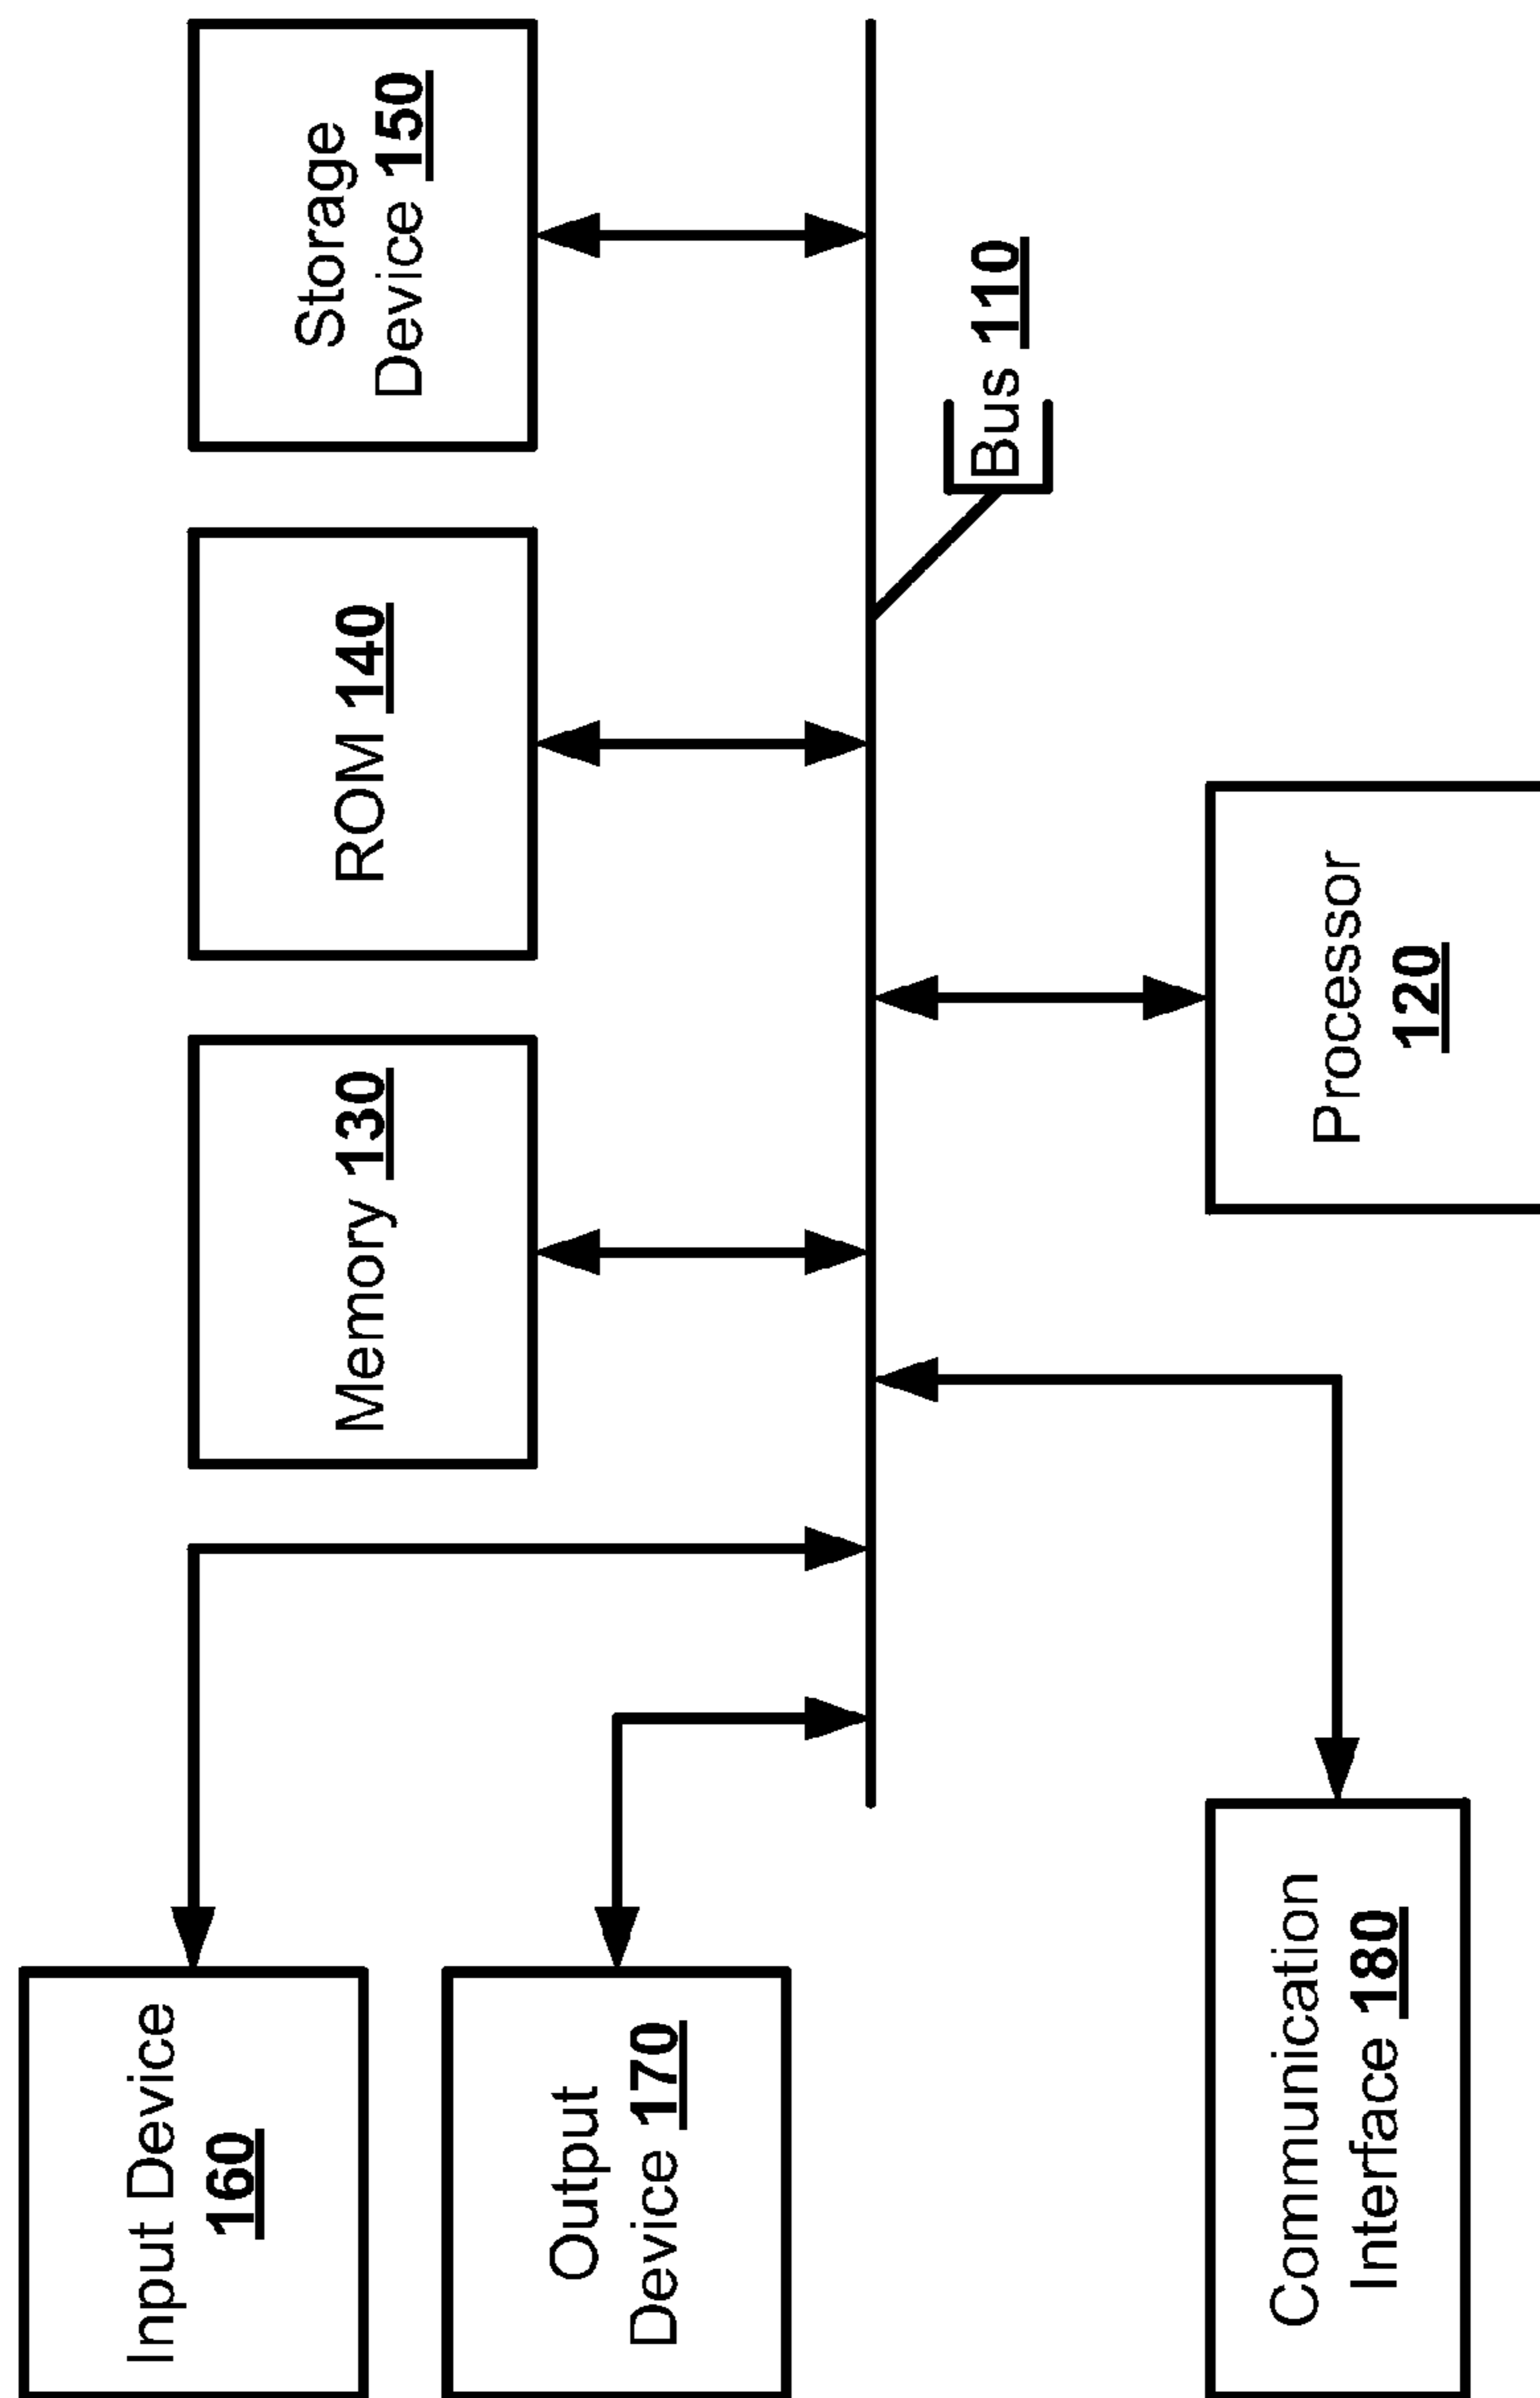 Input Device
160
Output
Device 170
Memory 130
ROM 140
Storage
Device 150
Bus 110
Communication
Interface 180
Processor
120